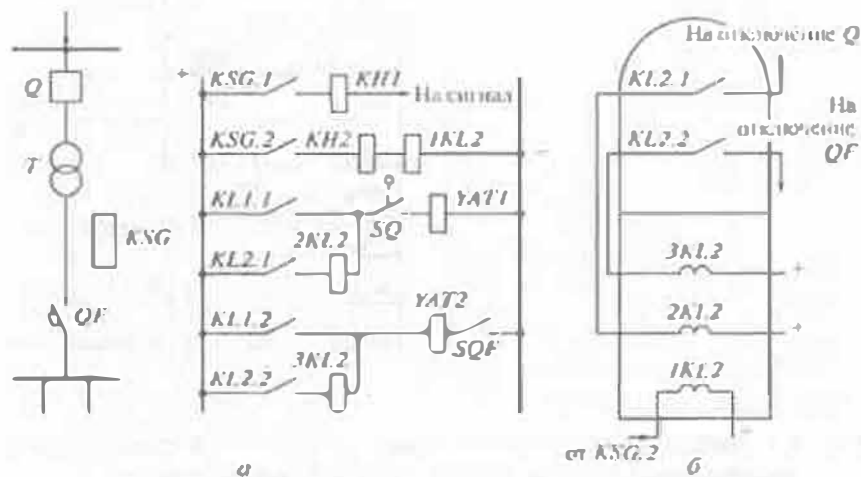 Q
T
KSG
QF
+
KSG.1
KH1
На сигнал
KSG.2
KH2
1KL2
–
KL1.1
SQ
YAT1
KL2.1
2KL2
KL1.2
YAT2
SQF
KL2.2
3KL2
а
На отключение Q
KL2.1
На
отключение
QF
KL2.2
3KL2
+
2KL2
+
1KL2
–
от KSG.2
б